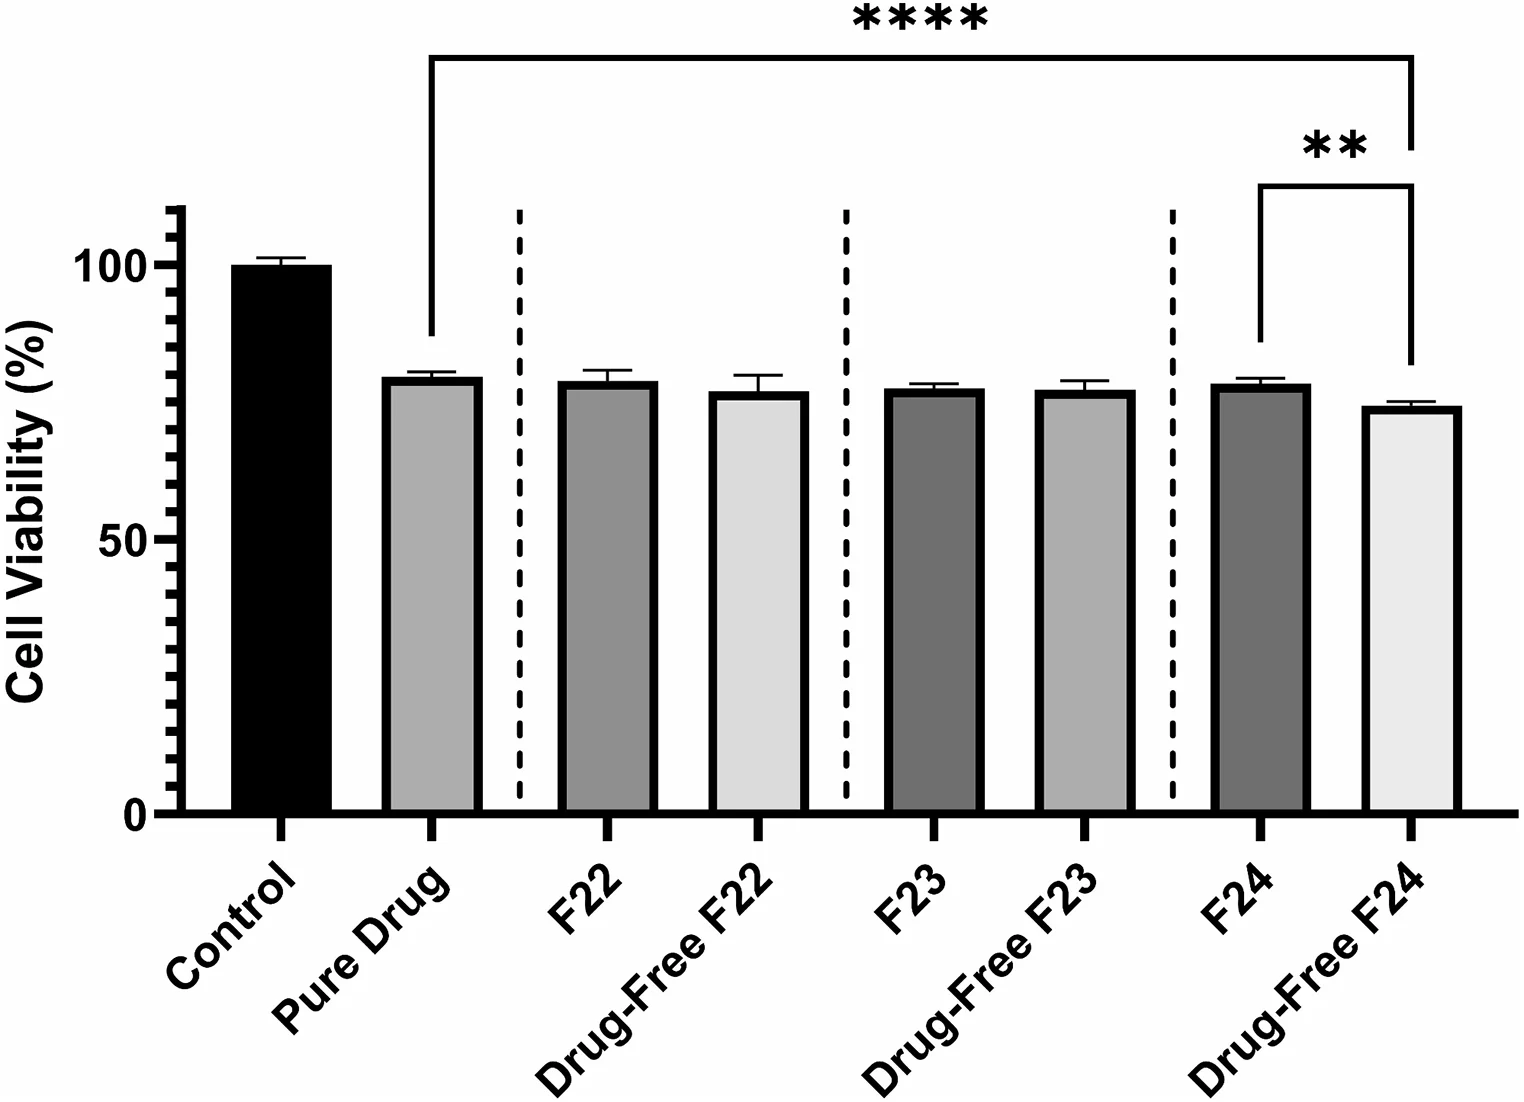 ****
**
Cell Viability (%)
100
50
0
Control
Pure Drug
F22
Drug-Free F22
F23
Drug-Free F23
F24
Drug-Free F24